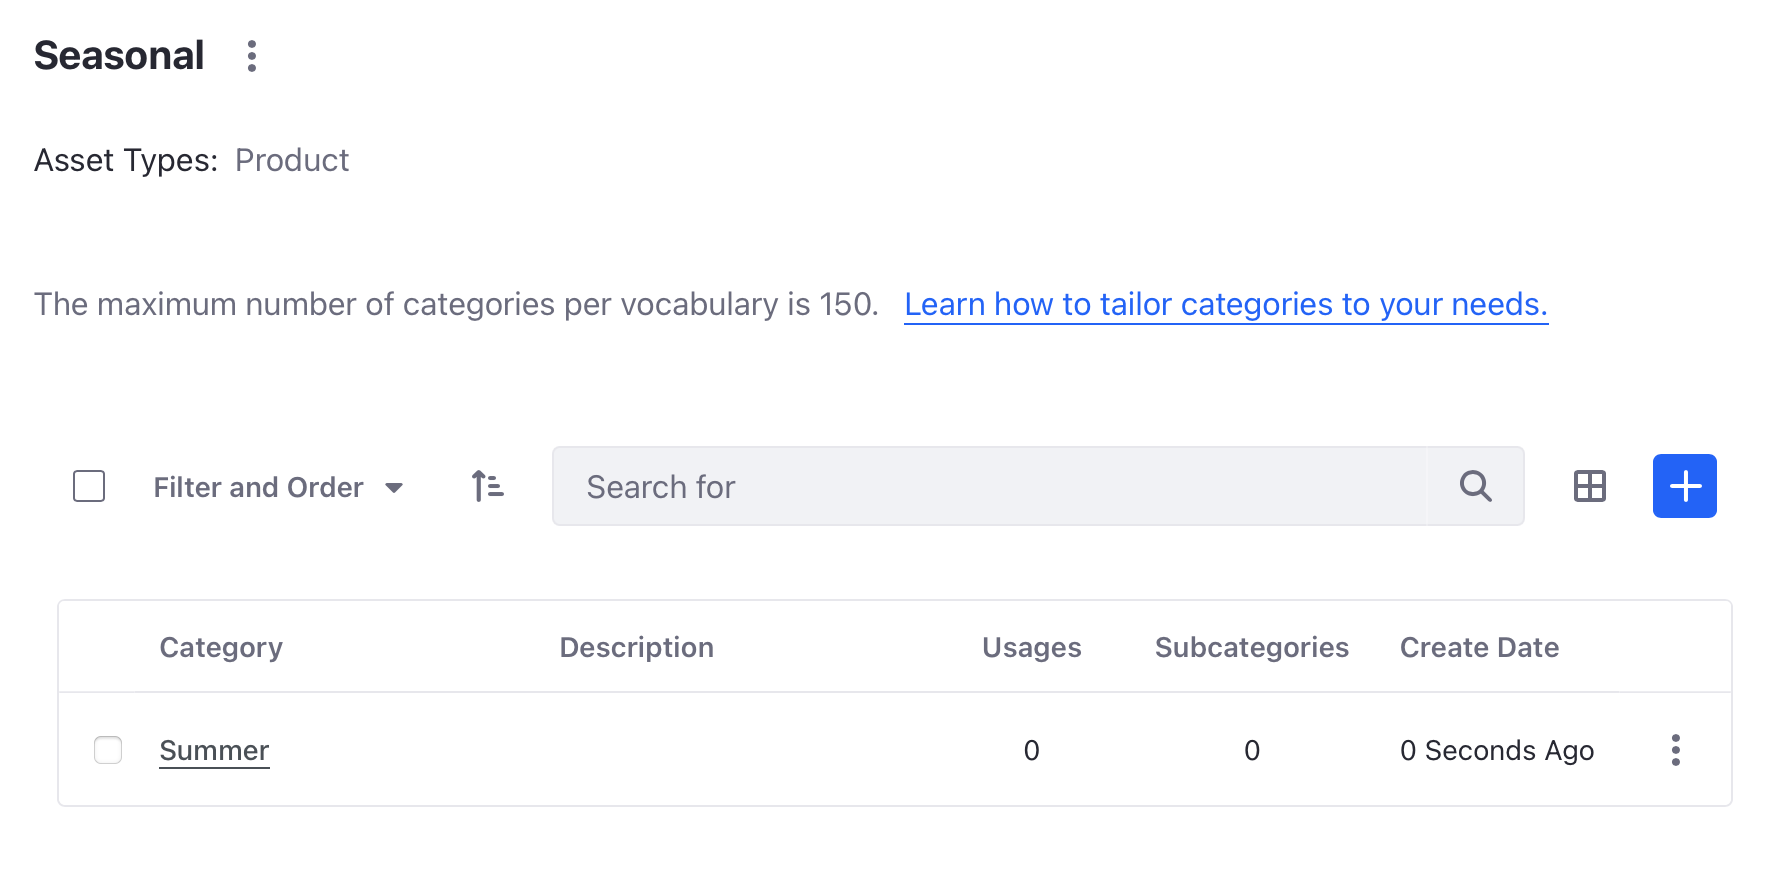 Seasonal
Asset Types: Product
The maximum number of categories per vocabulary is 150. Learn how to tailor categories to your needs.
Filter and Order Search for
Category Description Usages Subcategories Create Date
Summer 0 0 0 Seconds Ago